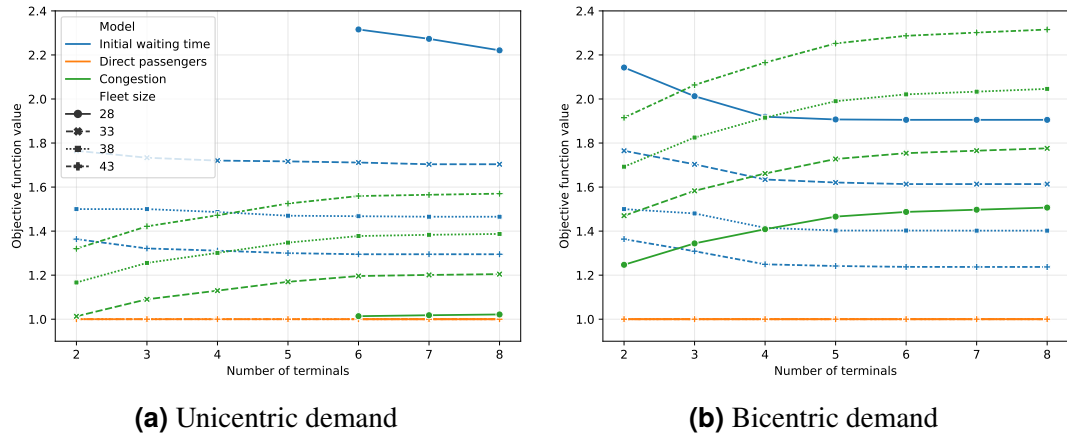 2.4
2.2
2.0
1.8
1.6
1.4
1.2
1.0
Objective function value
Model
Initial waiting time
Direct passengers
Congestion
Fleet size
28
33
38
43
2 3 4 5 6 7 8
Number of terminals
(a) Unicentric demand
2.4
2.2
2.0
1.8
1.6
1.4
1.2
1.0
Objective function value
2 3 4 5 6 7 8
Number of terminals
(b) Bicentric demand